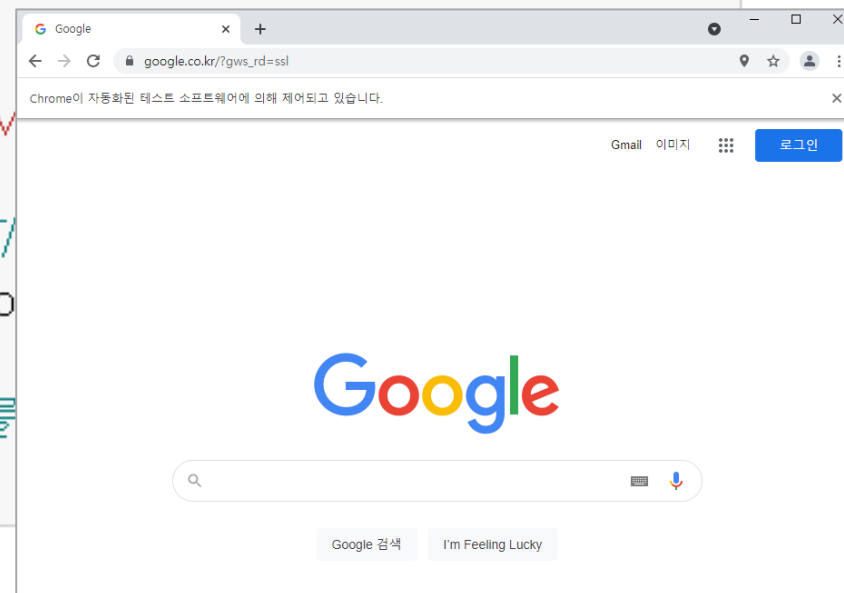 Google
google.co.kr/?gws_rd=ssl
Chrome이 자동화된 테스트 소프트웨어에 의해 제어되고 있습니다.
Gmail 이미지 로그인
Google
Google 검색 I'm Feeling Lucky